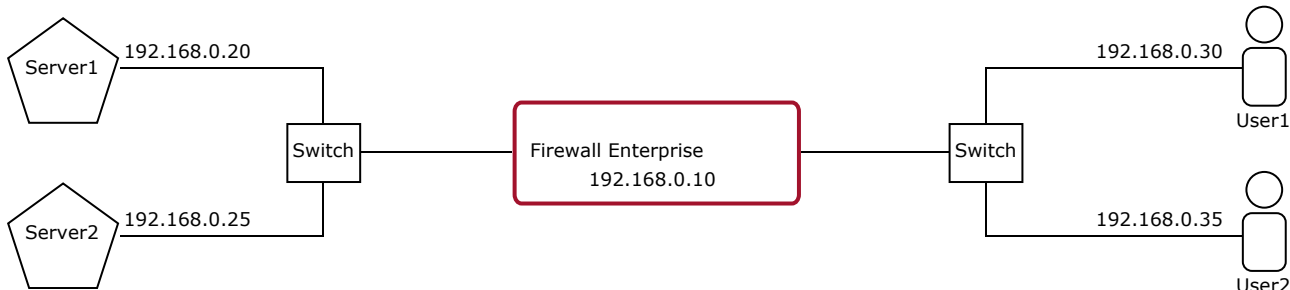 192.168.0.20
Server1
192.168.0.30
User1
Switch
Firewall Enterprise
192.168.0.10
Switch
192.168.0.25
Server2
192.168.0.35
User2